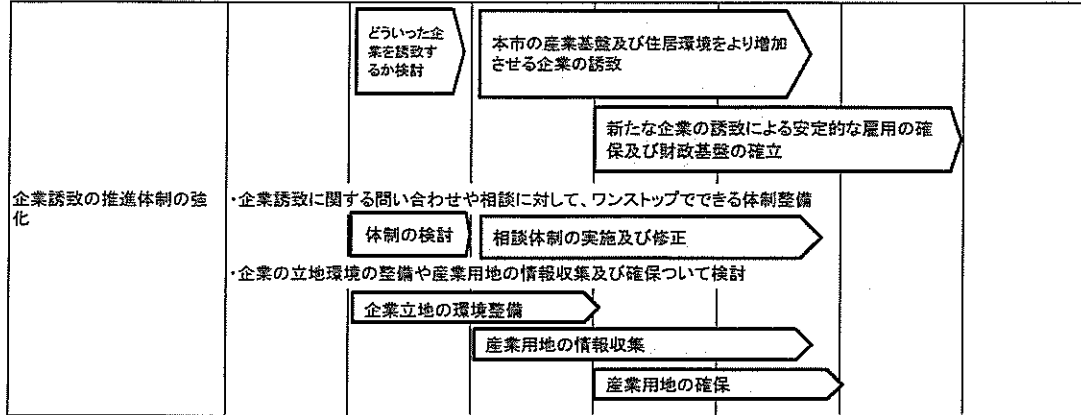 どういった企
業を誘致す
るか検討
本市の産業基盤及び住居環境をより増加
させる企業の誘致
新たな企業の誘致による安定的な雇用の確
保及び財政基盤の確立
企業誘致の推進体制の強
化
・企業誘致に関する問い合わせや相談に対して、ワンストップでできる体制整備
体制の検討
相談体制の実施及び修正
・企業の立地環境の整備や産業用地の情報収集及び確保ついて検討
企業立地の環境整備
産業用地の情報収集
産業用地の確保